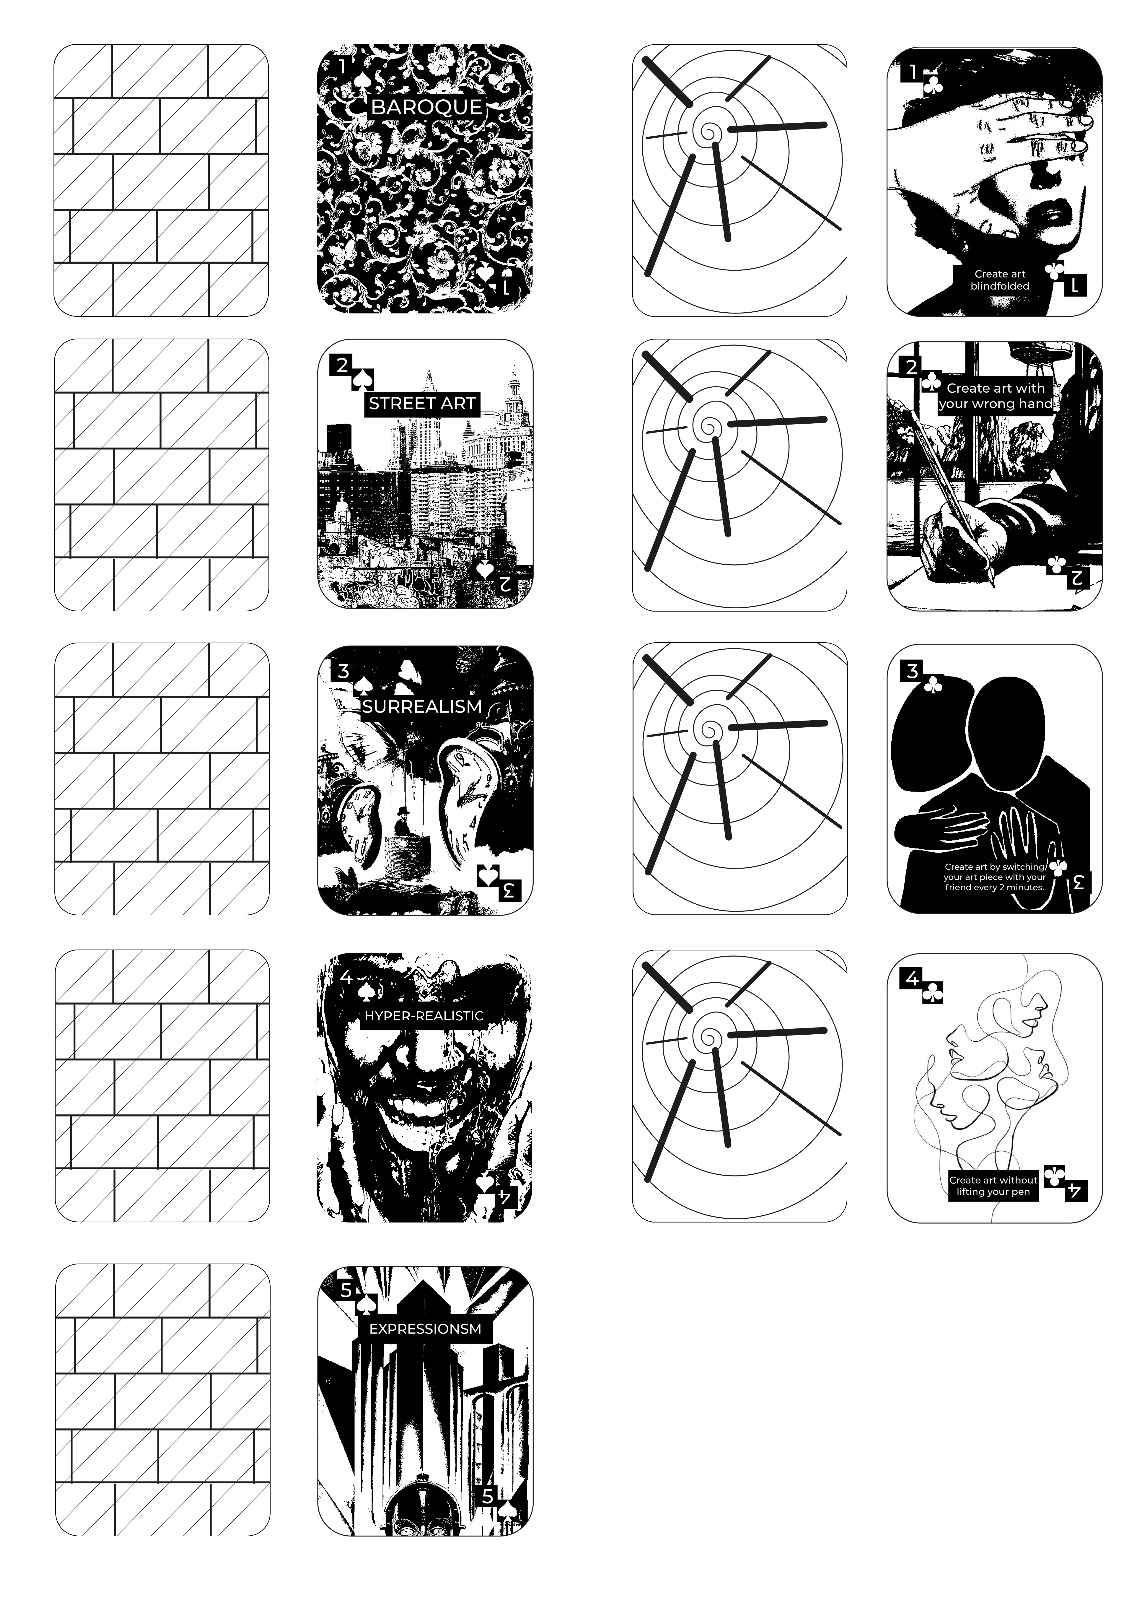 1
BAROQUE
1
1
Create art
blindfolded
1
2
STREET ART
2
2
Create art with
your wrong hand
2
3
SURREALISM
3
3
Create art by switching
your art piece with your
friend every 2 minutes.
3
4
HYPER-REALISTIC
4
4
Create art without
lifting your pen
4
5
EXPRESSIONSM
5